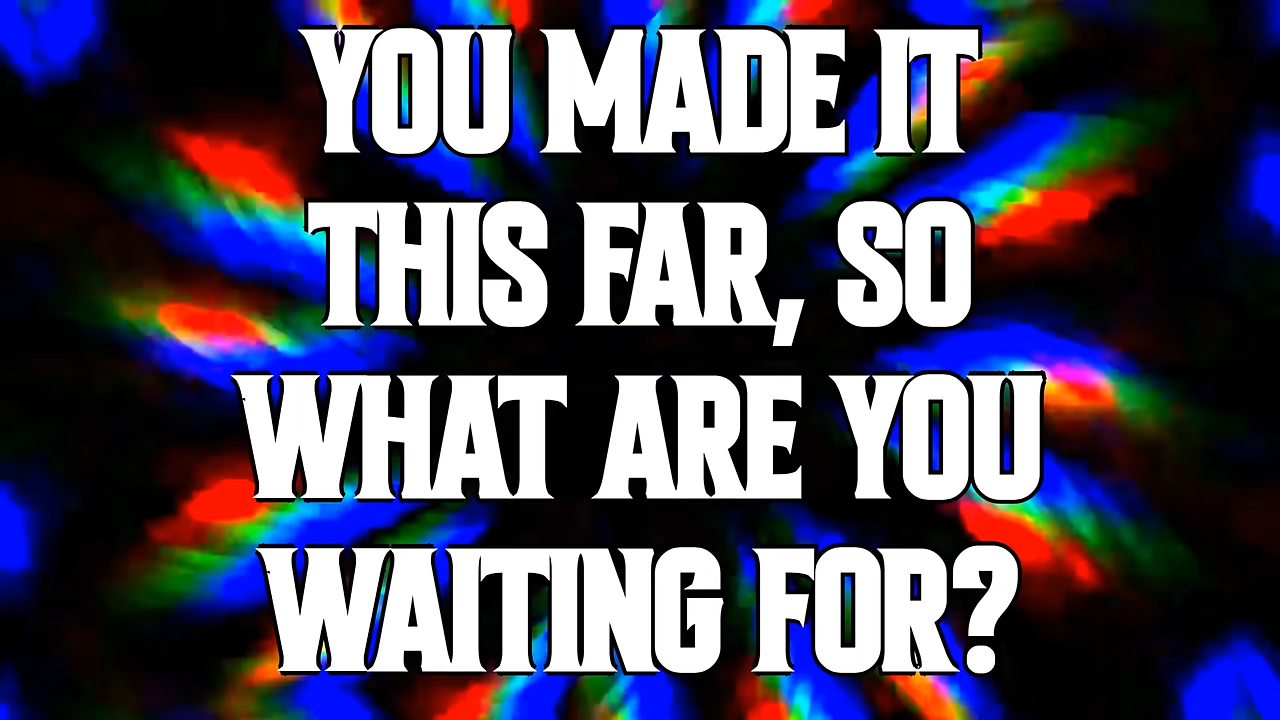 YOU MADE IT
THIS FAR, SO
WHAT ARE YOU
WAITING FOR?